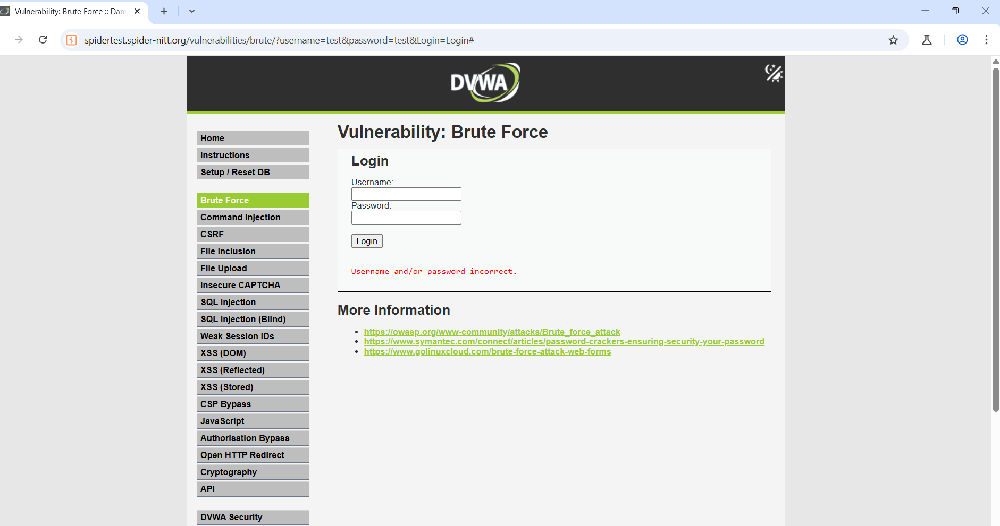 Vulnerability: Brute Force :: Dam
spidertest.spider-nitt.org/vulnerabilities/brute/?username=test&password=test&Login=Login#
DVWA
Home
Instructions
Setup / Reset DB
Brute Force
Command Injection
CSRF
File Inclusion
File Upload
Insecure CAPTCHA
SQL Injection
SQL Injection (Blind)
Weak Session IDs
XSS (DOM)
XSS (Reflected)
XSS (Stored)
CSP Bypass
JavaScript
Authorisation Bypass
Open HTTP Redirect
Cryptography
API
DVWA Security
Vulnerability: Brute Force
Login
Username:
Password:
Login
Username and/or password incorrect.
More Information
https://owasp.org/www-community/attacks/Brute_force_attack
https://www.symantec.com/connect/articles/password-crackers-ensuring-security-your-password
https://www.golinuxcloud.com/brute-force-attack-web-forms